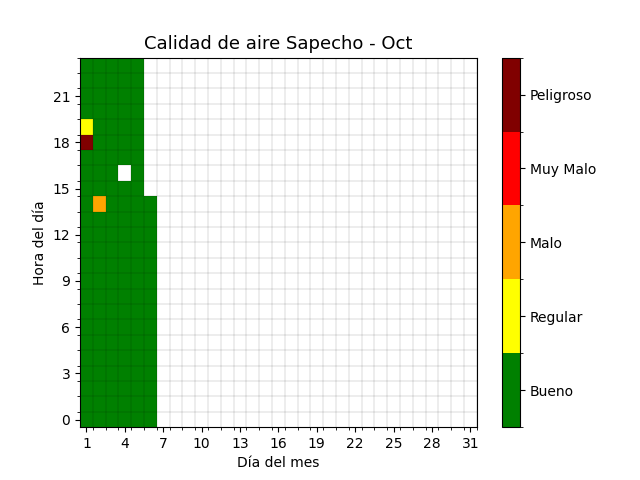 Calidad de aire Sapecho - Oct
Hora del día
21
18
15
12
9
6
3
0
1 4 7 10 13 16 19 22 25 28 31
Día del mes
Peligroso
Muy Malo
Malo
Regular
Bueno